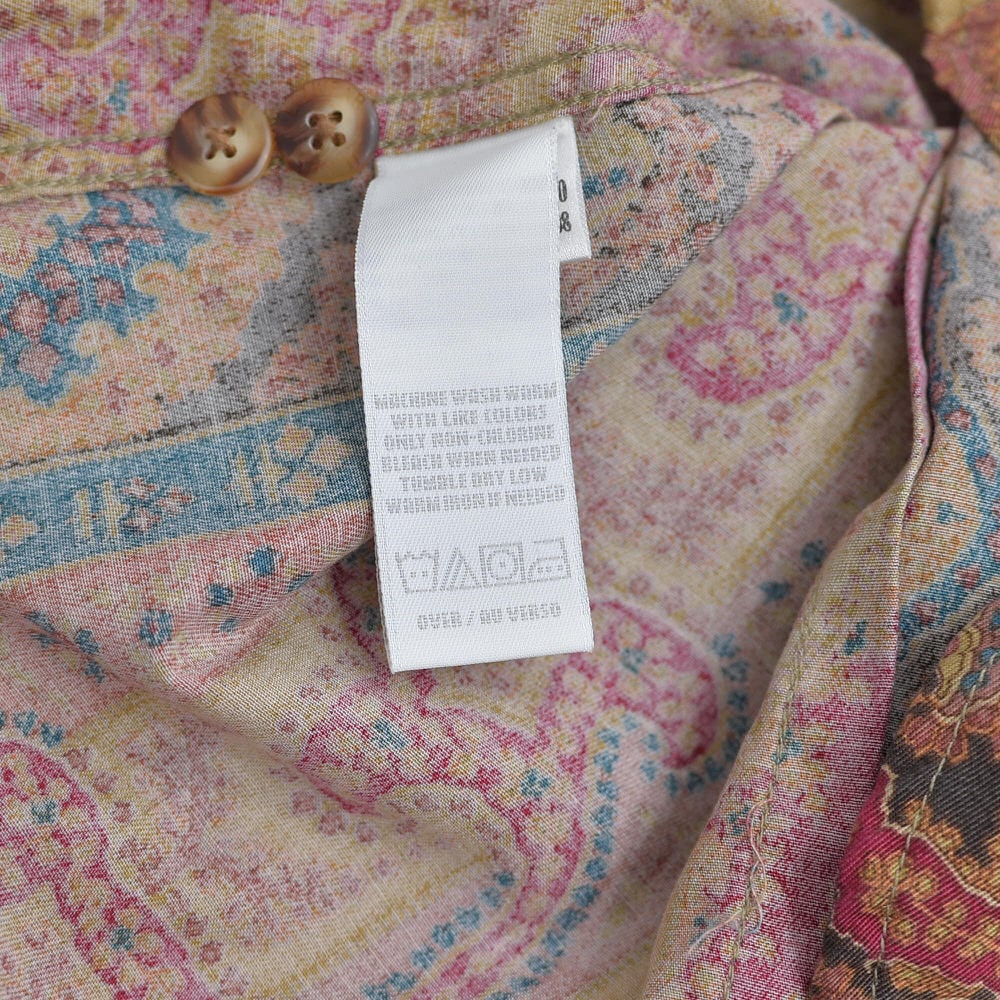 MACHINE WASH WARM
WITH LIKE COLORS
ONLY NON-CHLORINE
BLEACH WHEN NEEDED
TUMBLE DRY LOW
WARM IRON IF NEEDED
OVER / AU VERSO